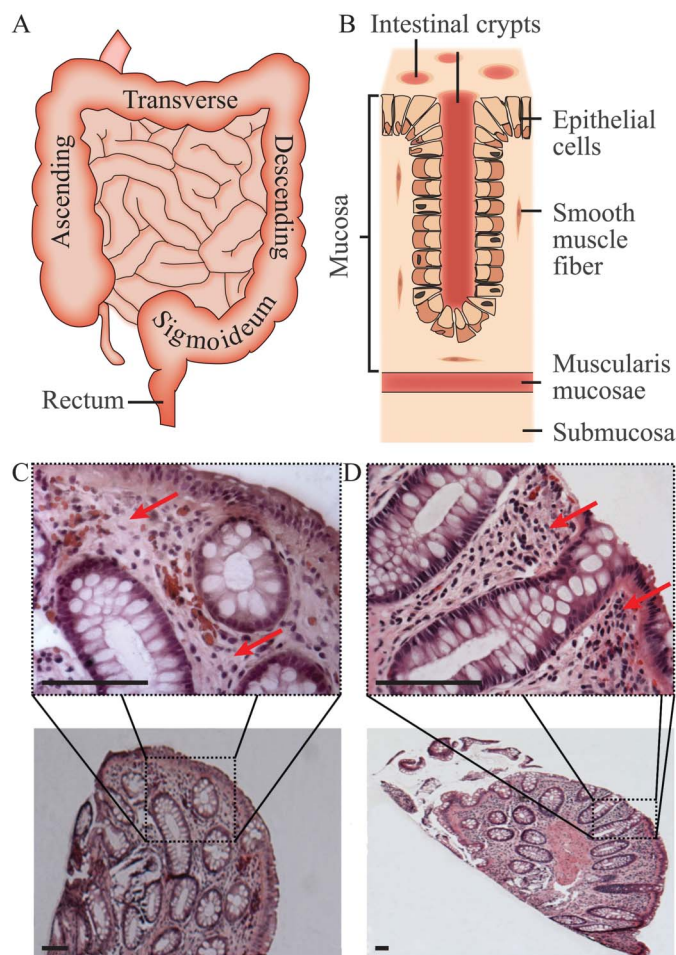 A
Transverse
Ascending
Descending
Sigmoideum
Rectum
B
Intestinal crypts
Mucosa
Epithelial
cells
Smooth
muscle
fiber
Muscularis
mucosae
Submucosa
C
D